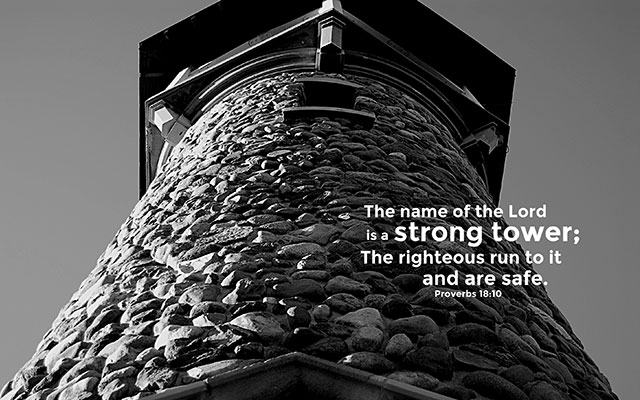 The name of the Lord
is a strong tower;
The righteous run to it
and are safe.
Proverbs 18:10